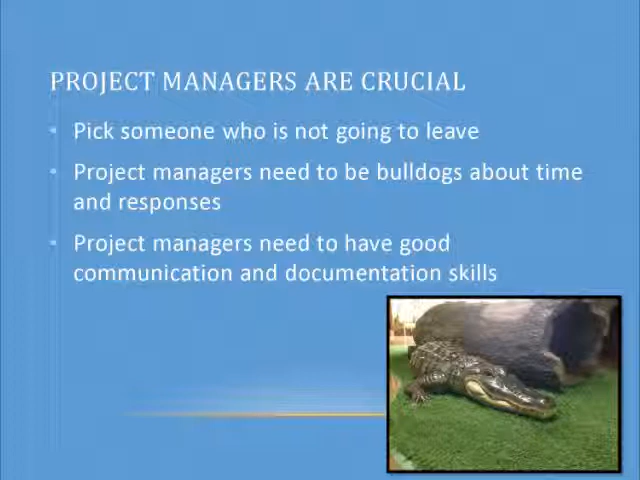 PROJECT MANAGERS ARE CRUCIAL
• Pick someone who is not going to leave
• Project managers need to be bulldogs about time
and responses
• Project managers need to have good
communication and documentation skills